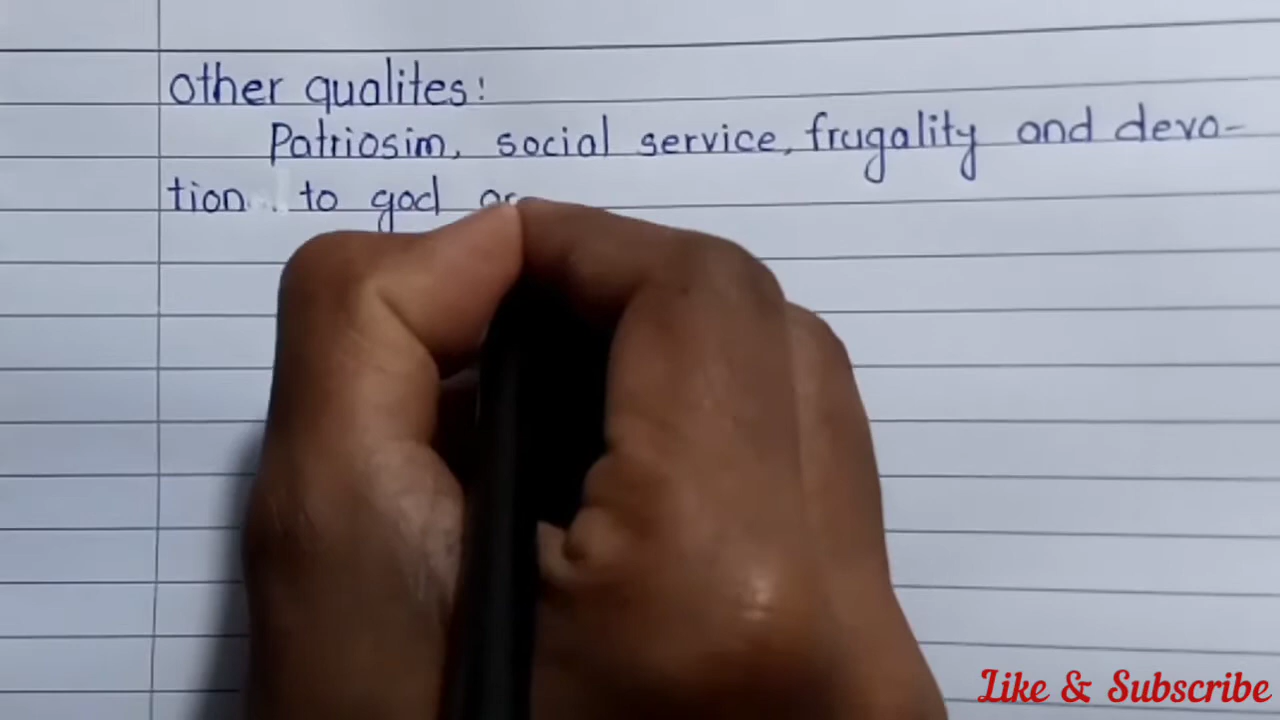 Other qualites:
Patriosim, social service, frugality and devo-
tion to god
Like & Subscribe